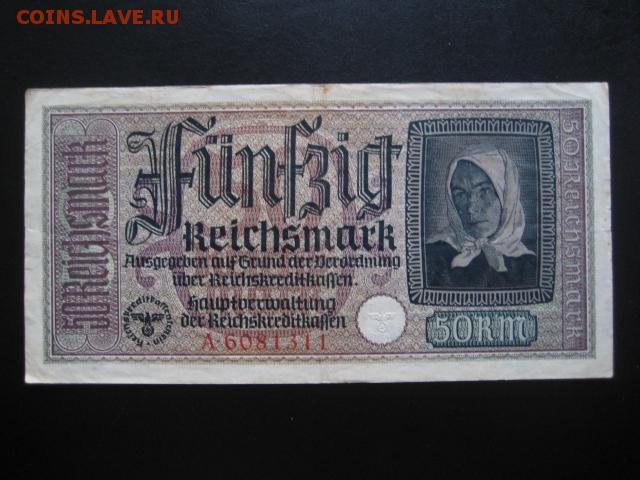 COINS.LAVE.RU
50 Reichsmark
Fünfzig
Reichsmark
Ausgegeben auf Grund der Verordnung
über Reichskreditkassen.
Hauptverwaltung
der Reichskreditkassen
A·6081311
50 RM
50 Reichsmark